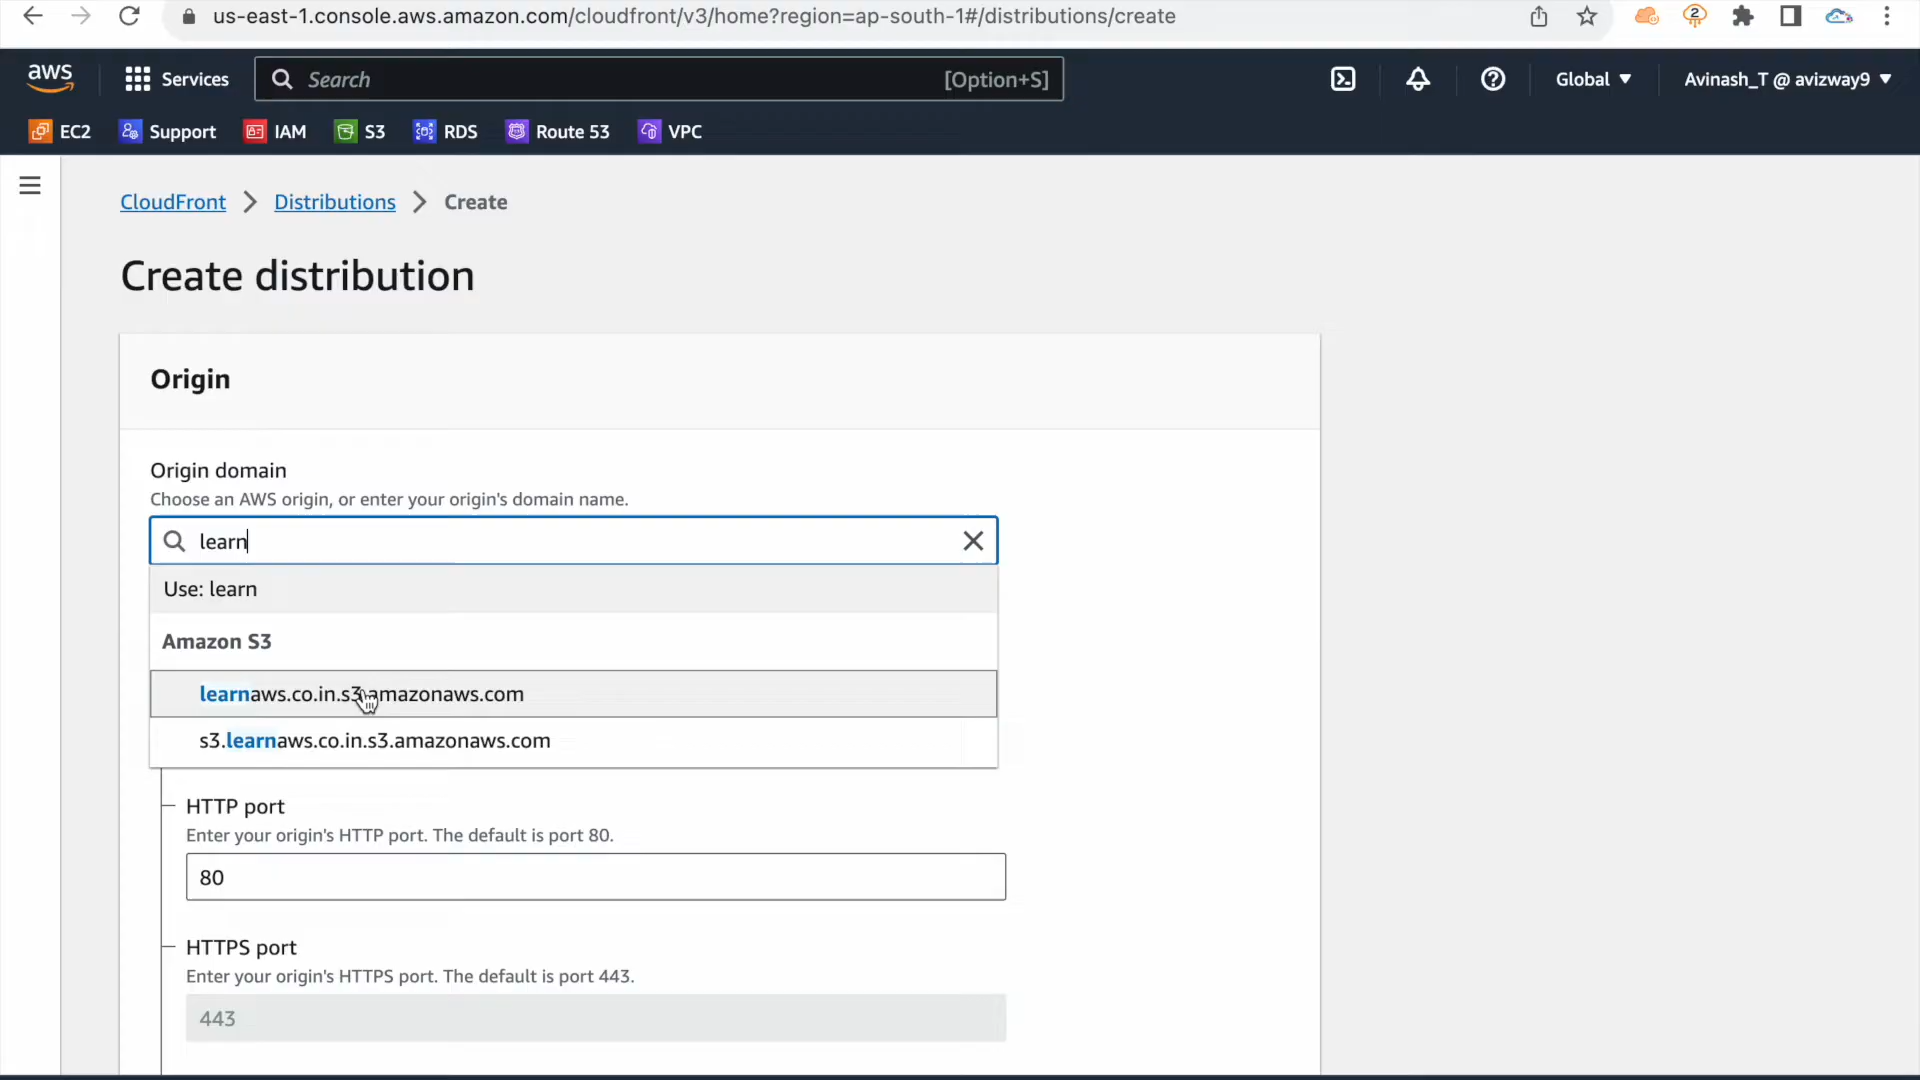 us-east-1.console.aws.amazon.com/cloudfront/v3/home?region=ap-south-1#/distributions/create
2
aws
Services
Search
[Option+S]
Global
Avinash_T @ avizway9
EC2
Support
IAM
S3
RDS
Route 53
VPC
CloudFront
Distributions
Create
Create distribution
Origin
Origin domain
Choose an AWS origin, or enter your origin's domain name.
learn
Use: learn
Amazon S3
learnaws.co.in.s3.amazonaws.com
s3.learnaws.co.in.s3.amazonaws.com
HTTP port
Enter your origin's HTTP port. The default is port 80.
80
HTTPS port
Enter your origin's HTTPS port. The default is port 443.
443